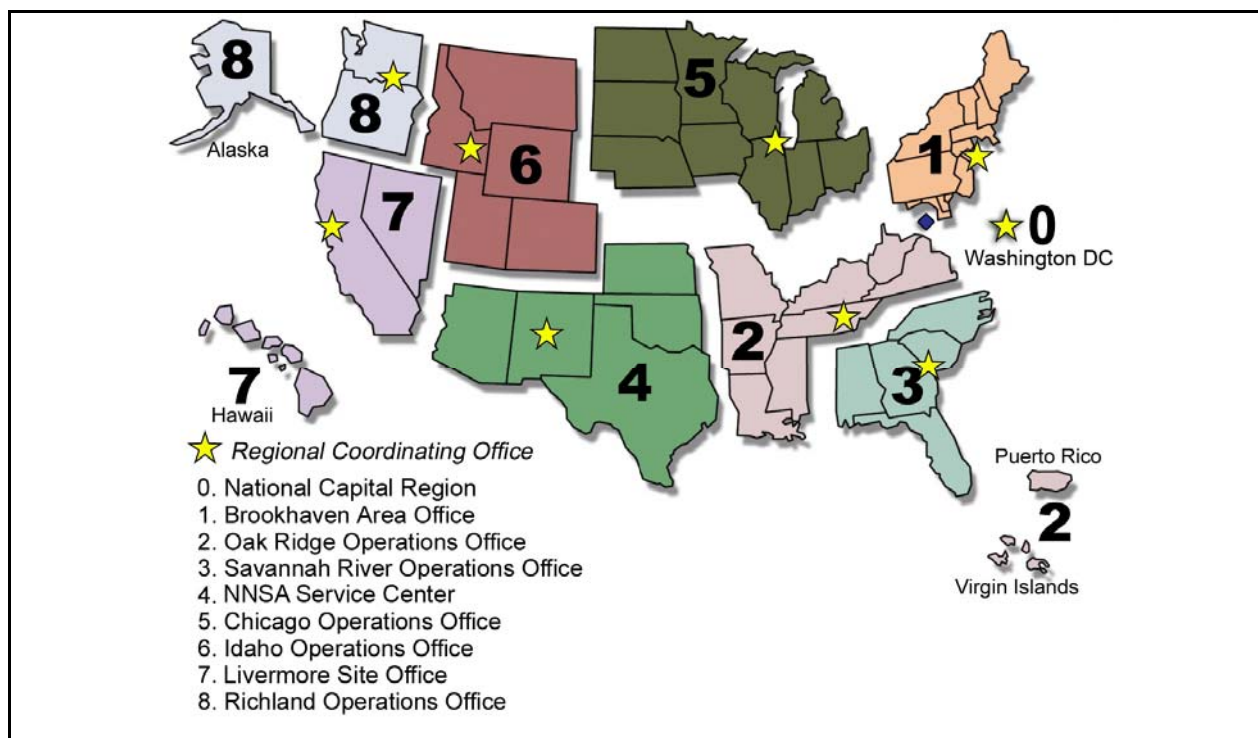 8
8
Alaska
5
6
1
7
0
Washington DC
2
4
3
7
Hawaii
Regional Coordinating Office
Puerto Rico
2
Virgin Islands
0. National Capital Region
1. Brookhaven Area Office
2. Oak Ridge Operations Office
3. Savannah River Operations Office
4. NNSA Service Center
5. Chicago Operations Office
6. Idaho Operations Office
7. Livermore Site Office
8. Richland Operations Office